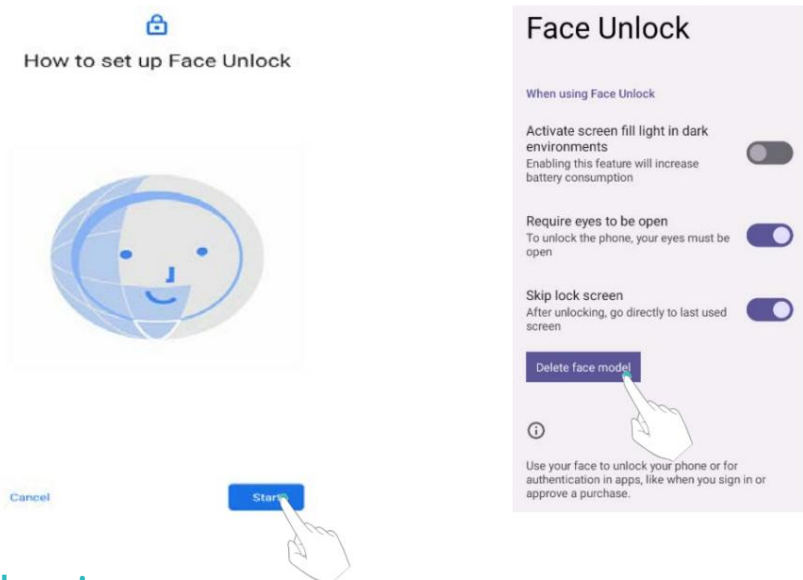 How to set up Face Unlock
Cancel
Start
Face Unlock
When using Face Unlock
Activate screen fill light in dark
environments
Enabling this feature will increase
battery consumption
Require eyes to be open
To unlock the phone, your eyes must be
open
Skip lock screen
After unlocking, go directly to last used
screen
Delete face model
Use your face to unlock your phone or for
authentication in apps, like when you sign in or
approve a purchase.